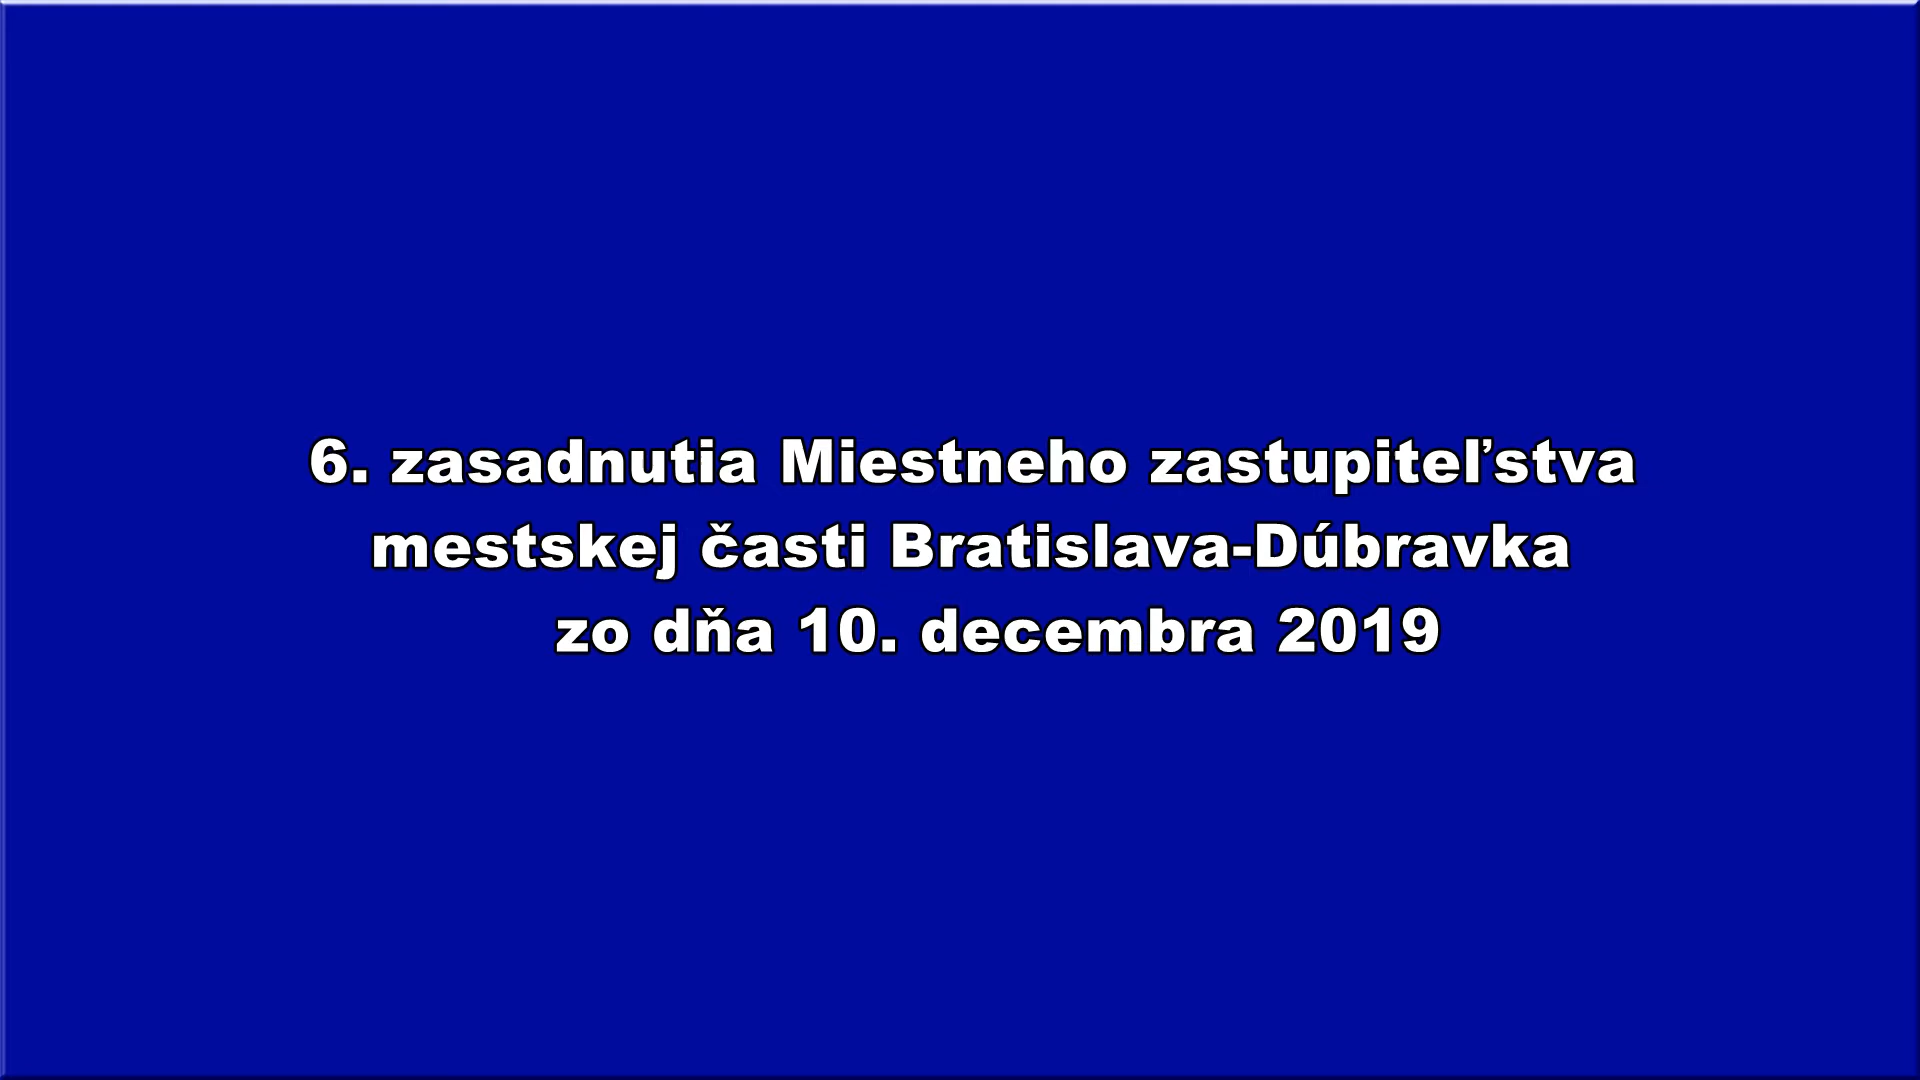 6. zasadnutia Miestneho zastupiteľstva
mestskej časti Bratislava-Dúbravka
zo dňa 10. decembra 2019